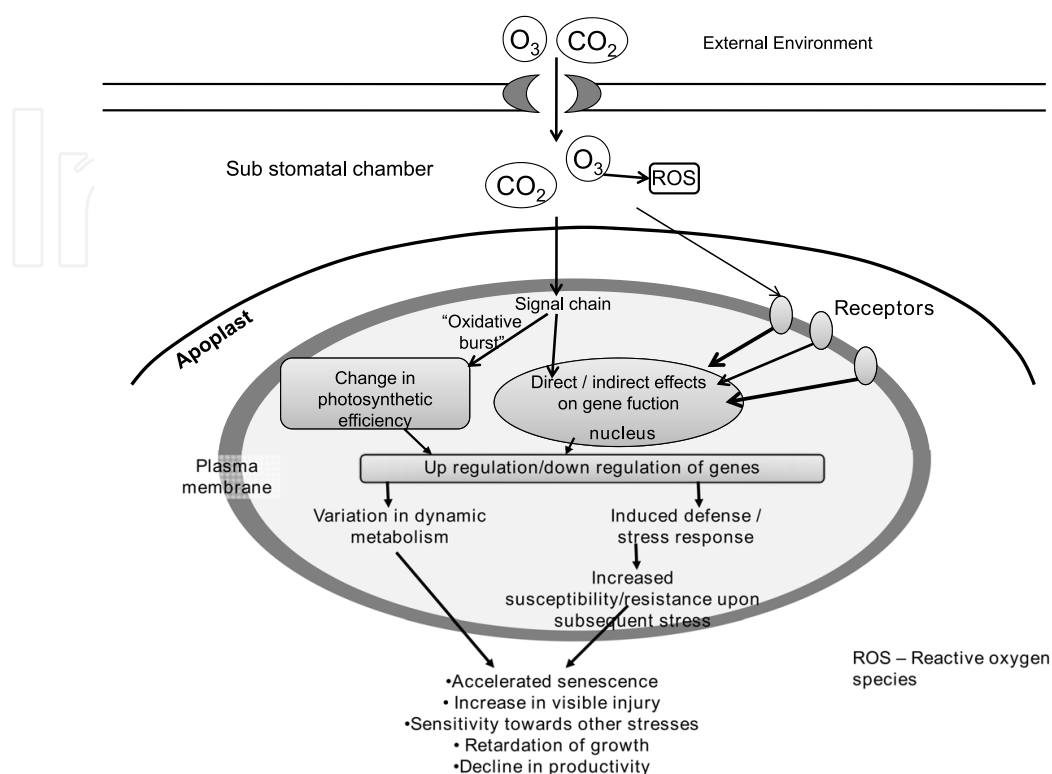 O3 CO2
External Environment
O3
Sub stomatal chamber
ROS
CO2
Signal chain
Receptors
“Oxidative
burst”
Apoplast
Change in
photosynthetic
efficiency
Direct / indirect effects
on gene fuction
nucleus
Up regulation/down regulation of genes
Plasma
membrane
Variation in dynamic
metabolism
Induced defense /
stress response
Increased
susceptibility/resistance upon
subsequent stress
ROS – Reactive oxygen
species
•Accelerated senescence
• Increase in visible injury
•Sensitivity towards other stresses
• Retardation of growth
•Decline in productivity